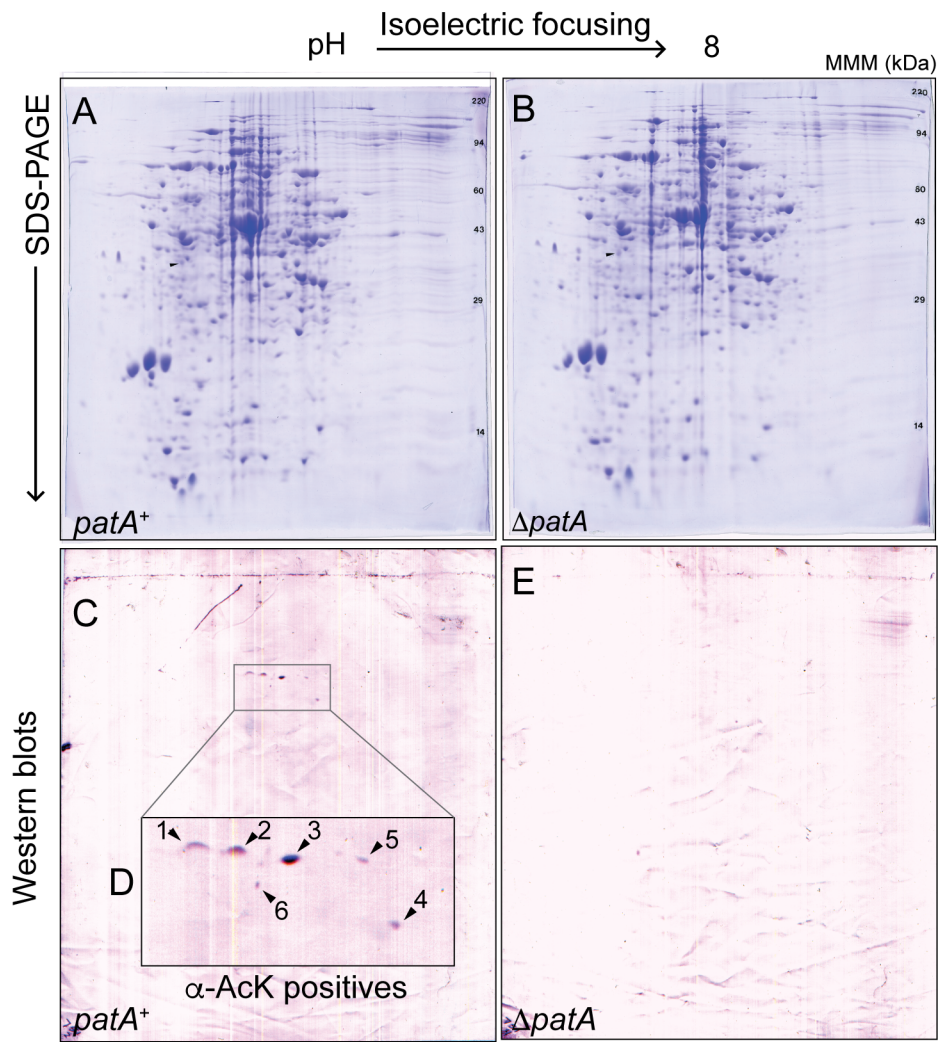 Isoelectric focusing
pH 8
MMM (kDa)
SDS-PAGE
A
220
94
60
43
29
14
patA+
B
220
94
60
43
29
14
ΔpatA
Western blots
C
D
1
2
3
5
6
4
α-AcK positives
patA+
E
ΔpatA